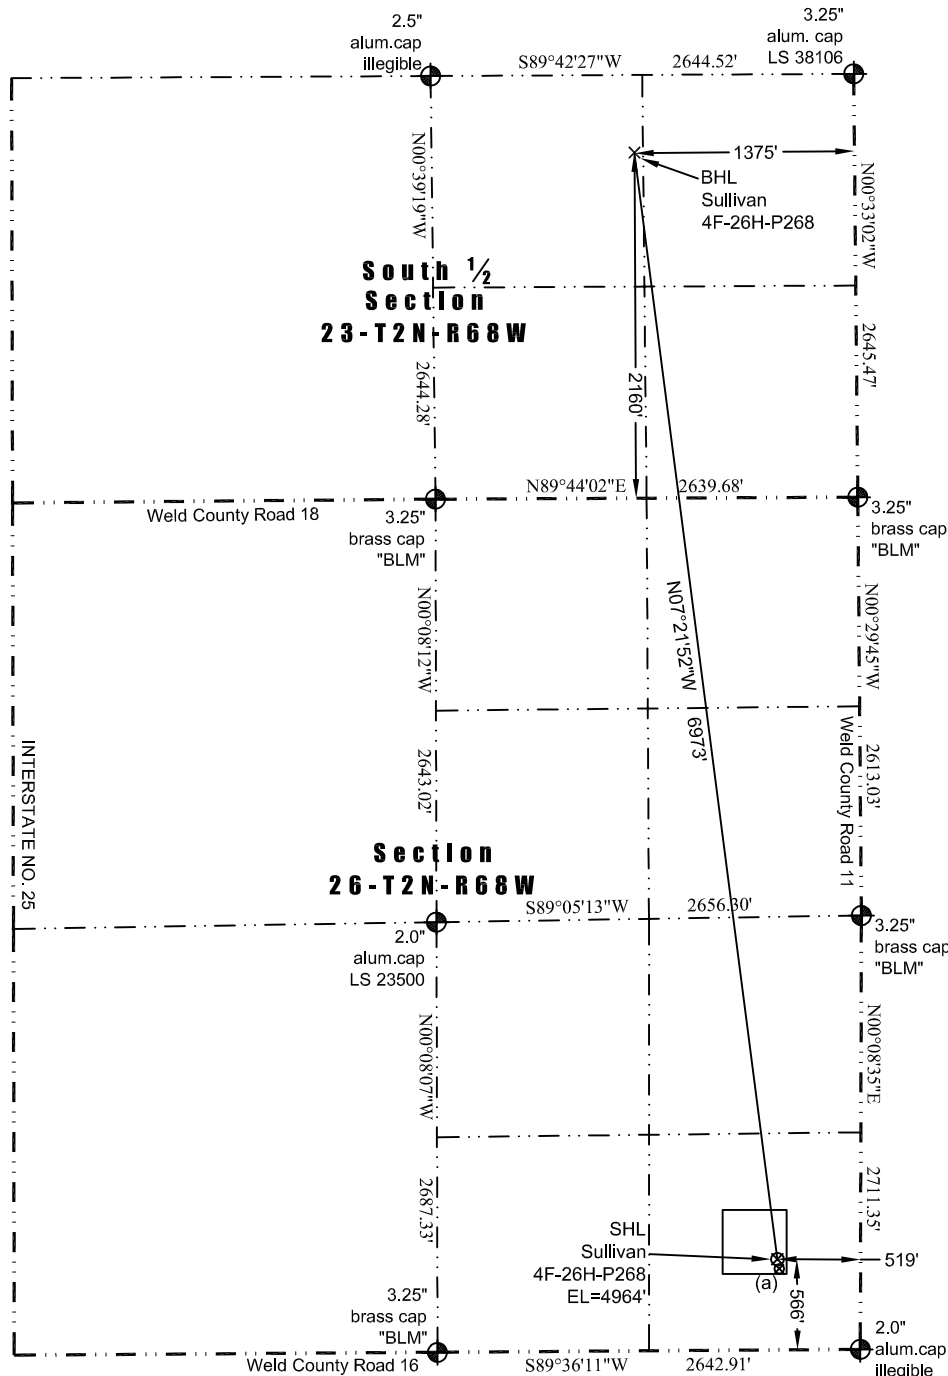 2.5"
alum.cap
illegible
3.25"
alum. cap
LS 38106
S89°42'27"W 2644.52'
1375'
BHL
Sullivan
4F-26H-P268
N00°39'19"W
2644.28'
N00°33'02"W
2645.47'
South 1/2
Section
23-T2N-R68W
2160'
N89°44'02"E 2639.68'
Weld County Road 18
3.25"
brass cap
"BLM"
3.25"
brass cap
"BLM"
N00°08'12"W
2643.02'
N07°21'52"W 6973'
N00°29'45"W
2613.03'
Weld County Road 11
INTERSTATE NO. 25
Section
26-T2N-R68W
S89°05'13"W 2656.30'
2.0"
alum.cap
LS 23500
3.25"
brass cap
"BLM"
N00°08'07"W
2687.33'
N00°08'35"E
2711.35'
SHL
Sullivan
4F-26H-P268
EL=4964'
(a)
519'
566'
3.25"
brass cap
"BLM"
2.0"
alum.cap
illegible
Weld County Road 16
S89°36'11"W 2642.91'